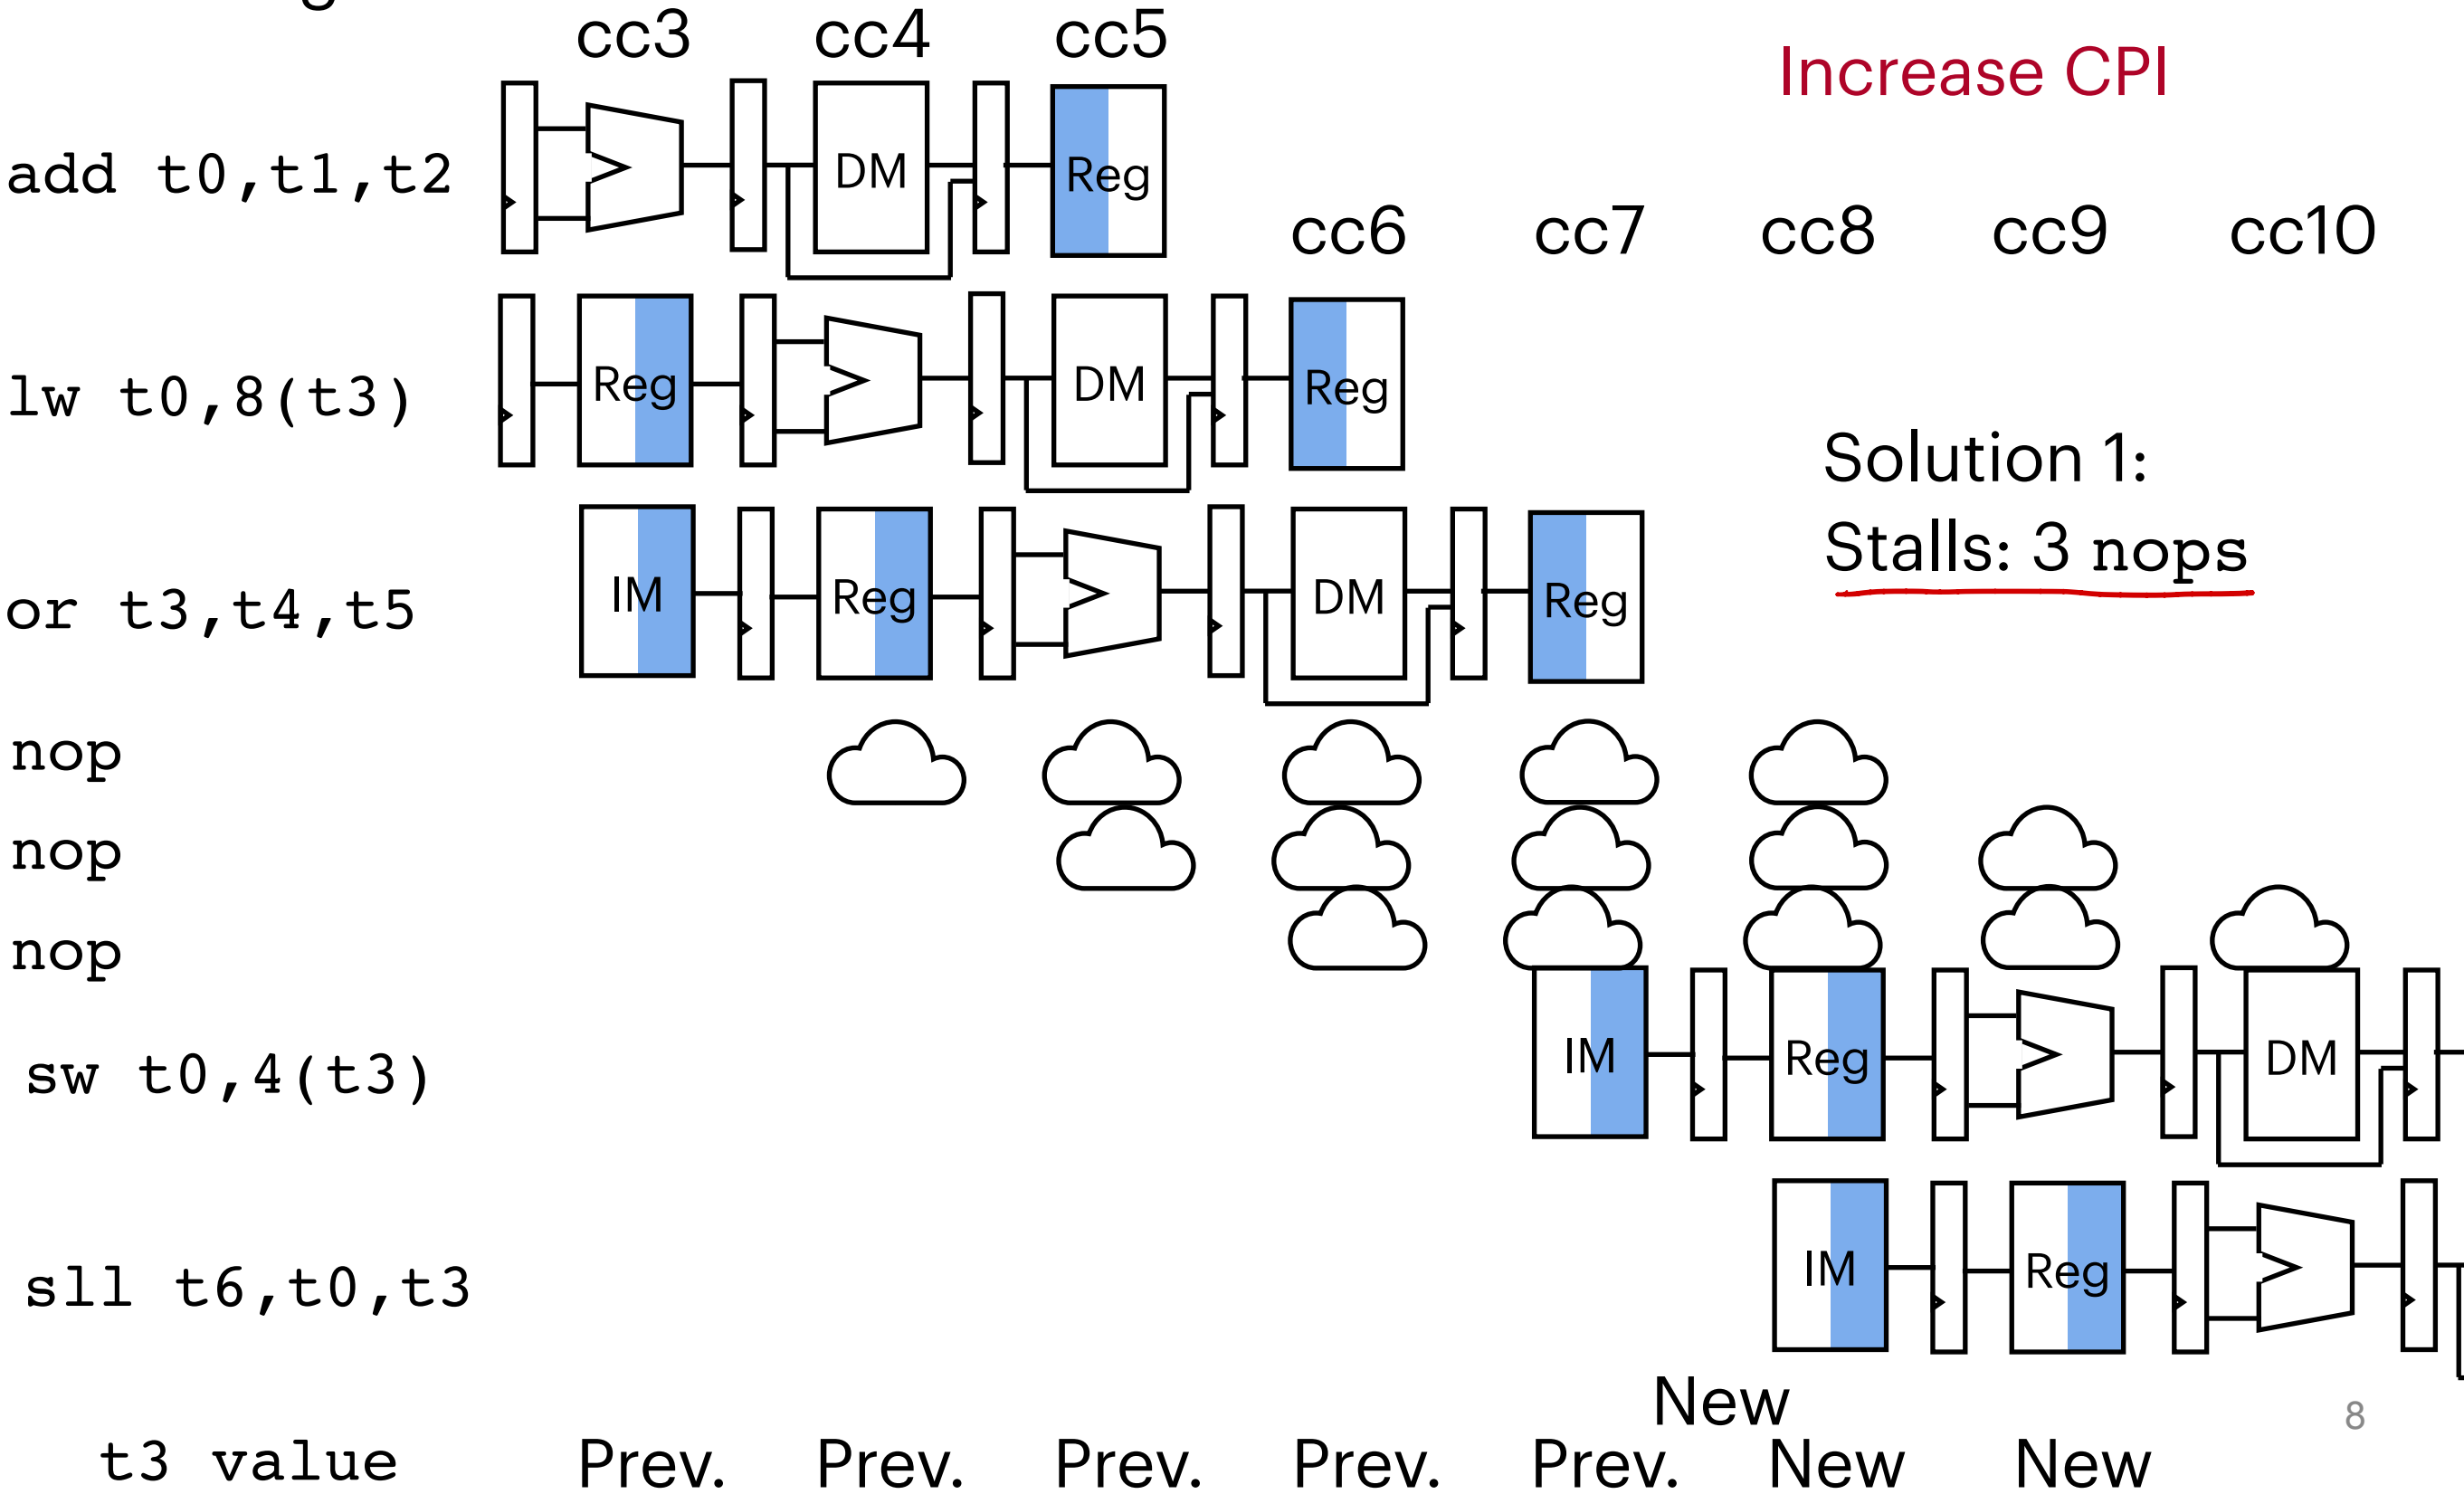 cc3 cc4 cc5
Increase CPI
add t0,t1,t2
DM Reg
cc6 cc7 cc8 cc9 cc10
lw t0,8(t3)
Reg DM Reg
Solution 1:
Stalls: 3 nops
or t3,t4,t5
IM Reg DM Reg
nop
nop
nop
sw t0,4(t3)
IM Reg DM
sll t6,t0,t3
IM Reg
New
8
t3 value Prev. Prev. Prev. Prev. Prev. New New